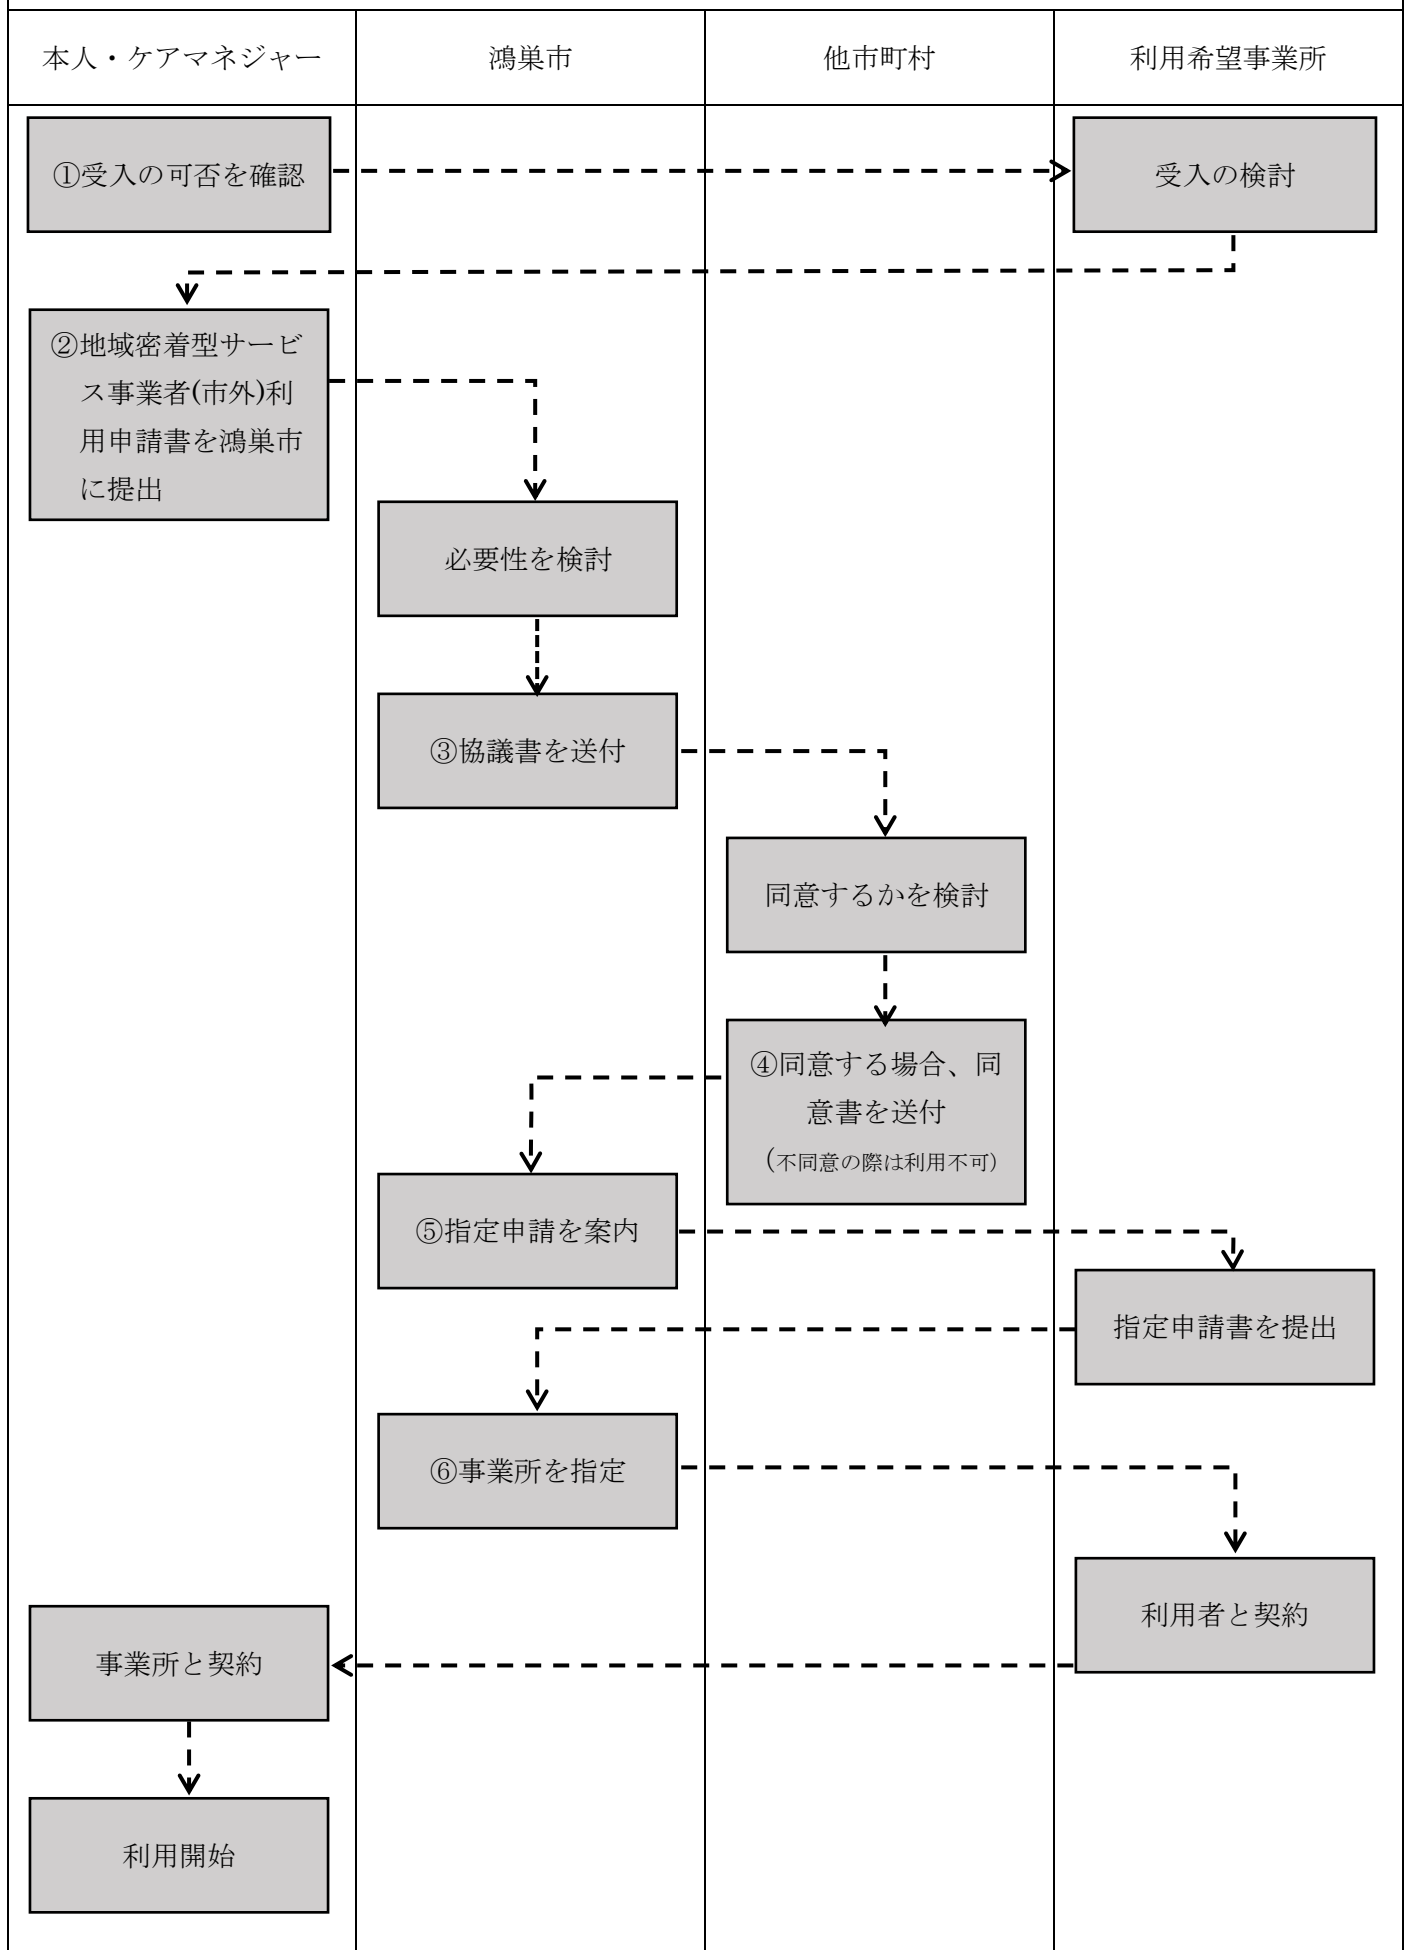 本人・ケアマネジャー
鴻巣市
他市町村
利用希望事業所
①受入の可否を確認
受入の検討
②地域密着型サービ
ス事業者(市外)利
用申請書を鴻巣市
に提出
必要性を検討
③協議書を送付
同意するかを検討
④同意する場合、同
意書を送付
(不同意の際は利用不可)
⑤指定申請を案内
指定申請書を提出
⑥事業所を指定
利用者と契約
事業所と契約
利用開始